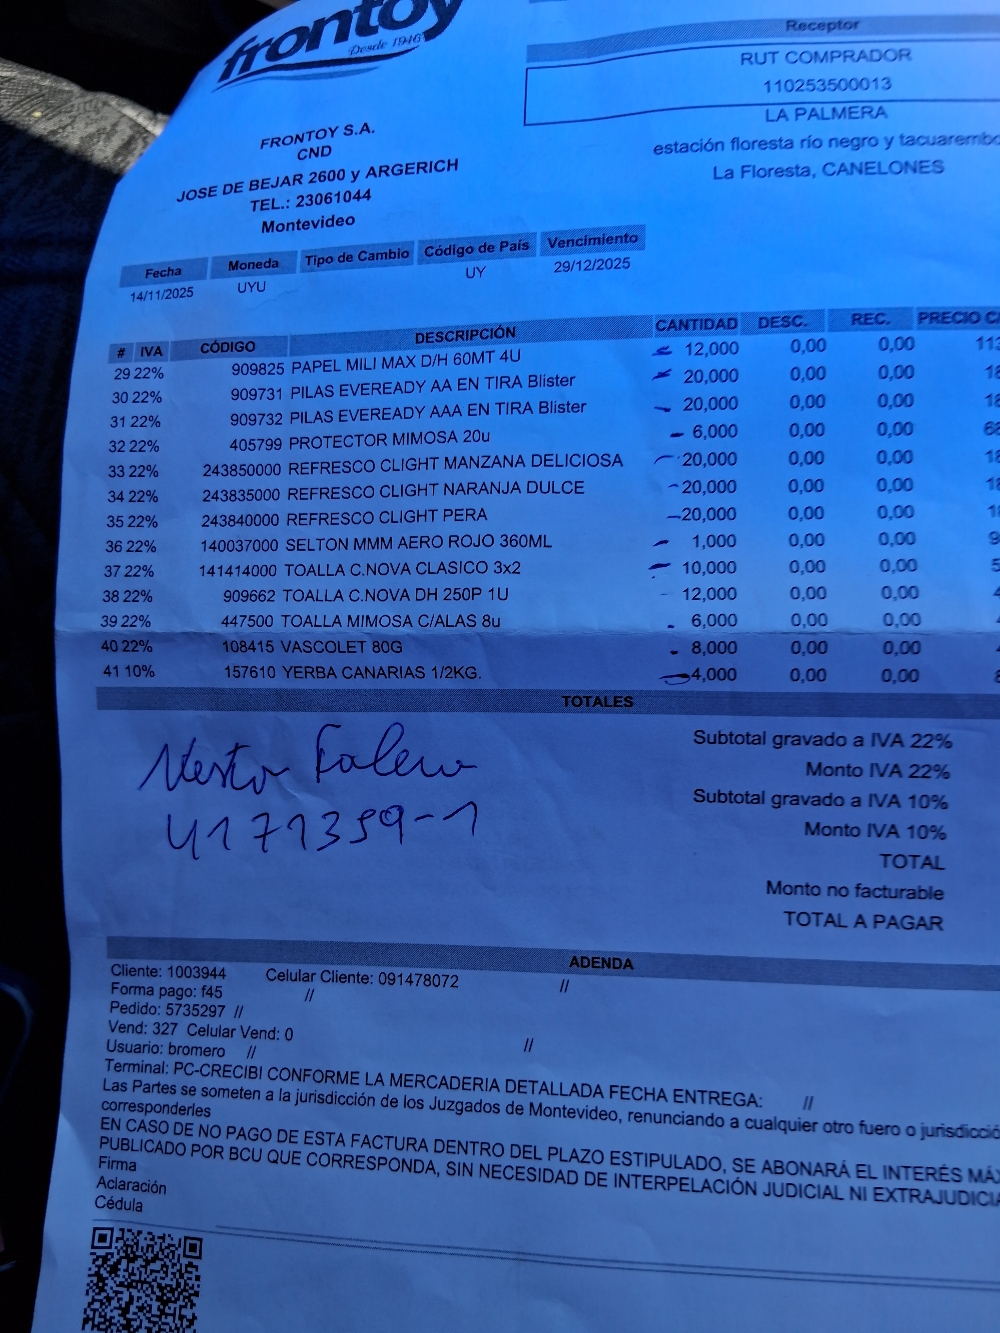 frontoy
Desde 1946
FRONTOY S.A.
CND
JOSE DE BEJAR 2600 y ARGERICH
TEL.: 23061044
Montevideo
Receptor
RUT COMPRADOR
110253500013
LA PALMERA
estación floresta río negro y tacuarembo
La Floresta, CANELONES
Fecha Moneda Tipo de Cambio Código de País Vencimiento
14/11/2025 UYU UY 29/12/2025
# IVA CÓDIGO DESCRIPCIÓN CANTIDAD DESC. REC. PRECIO
29 22% 909825 PAPEL MILI MAX D/H 60MT 4U 12,000 0,00 0,00 113
30 22% 909731 PILAS EVEREADY AA EN TIRA Blister 20,000 0,00 0,00 18
31 22% 909732 PILAS EVEREADY AAA EN TIRA Blister 20,000 0,00 0,00 18
32 22% 405799 PROTECTOR MIMOSA 20u 6,000 0,00 0,00 68
33 22% 243850000 REFRESCO CLIGHT MANZANA DELICIOSA 20,000 0,00 0,00 18
34 22% 243835000 REFRESCO CLIGHT NARANJA DULCE 20,000 0,00 0,00 18
35 22% 243840000 REFRESCO CLIGHT PERA 20,000 0,00 0,00 18
36 22% 140037000 SELTON MMM AERO ROJO 360ML 1,000 0,00 0,00
37 22% 141414000 TOALLA C.NOVA CLASICO 3x2 10,000 0,00 0,00
38 22% 909662 TOALLA C.NOVA DH 250P 1U 12,000 0,00 0,00
39 22% 447500 TOALLA MIMOSA C/ALAS 8u 6,000 0,00 0,00
40 22% 108415 VASCOLET 80G 8,000 0,00 0,00
41 10% 157610 YERBA CANARIAS 1/2KG. 4,000 0,00 0,00
TOTALES
Subtotal gravado a IVA 22%
Monto IVA 22%
Subtotal gravado a IVA 10%
Monto IVA 10%
TOTAL
Monto no facturable
TOTAL A PAGAR
Nestor Falero
4171359-1
ADENDA
Cliente: 1003944 Celular Cliente: 091478072 //
Forma pago: f45 //
Pedido: 5735297 //
Vend: 327 Celular Vend: 0 //
Usuario: bromero //
Terminal: PC-CRECIBI CONFORME LA MERCADERIA DETALLADA FECHA ENTREGA: //
Las Partes se someten a la jurisdicción de los Juzgados de Montevideo, renunciando a cualquier otro fuero o jurisdicció
corresponderles
EN CASO DE NO PAGO DE ESTA FACTURA DENTRO DEL PLAZO ESTIPULADO, SE ABONARÁ EL INTERÉS MÁX
PUBLICADO POR BCU QUE CORRESPONDA, SIN NECESIDAD DE INTERPELACIÓN JUDICIAL NI EXTRAJUDICIA
Firma
Aclaración
Cédula